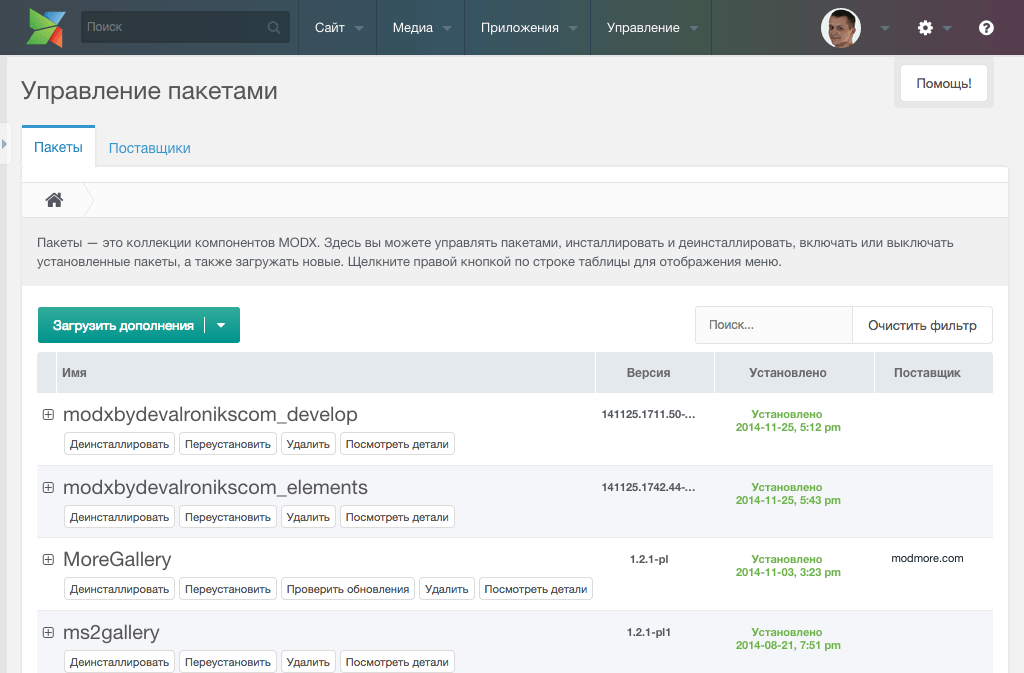 Поиск
Сайт
Медиа
Приложения
Управление
Управление пакетами
Помощь!
Пакеты
Поставщики
Пакеты — это коллекции компонентов MODX. Здесь вы можете управлять пакетами, инсталлировать и деинсталлировать, включать или выключать
установленные пакеты, а также загружать новые. Щелкните правой кнопкой по строке таблицы для отображения меню.
Загрузить дополнения
Поиск...
Очистить фильтр
Имя
Версия
Установлено
Поставщик
modxbydevalronikscom_develop
141125.1711.50-...
Установлено
2014-11-25, 5:12 pm
Деинсталлировать
Переустановить
Удалить
Посмотреть детали
modxbydevalronikscom_elements
141125.1742.44-...
Установлено
2014-11-25, 5:43 pm
Деинсталлировать
Переустановить
Удалить
Посмотреть детали
MoreGallery
1.2.1-pl
Установлено
2014-11-03, 3:23 pm
modmore.com
Деинсталлировать
Переустановить
Проверить обновления
Удалить
Посмотреть детали
ms2gallery
1.2.1-pl1
Установлено
2014-08-21, 7:51 pm
Деинсталлировать
Переустановить
Удалить
Посмотреть детали